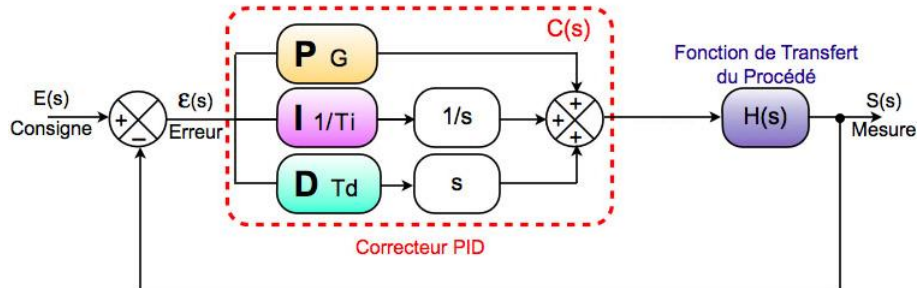 C(s)
P G
Fonction de Transfert
du Procédé
E(s)
Consigne
+
−
ε(s)
Erreur
I 1/Ti
1/s
+
+
+
H(s)
S(s)
Mesure
D Td
s
Correcteur PID